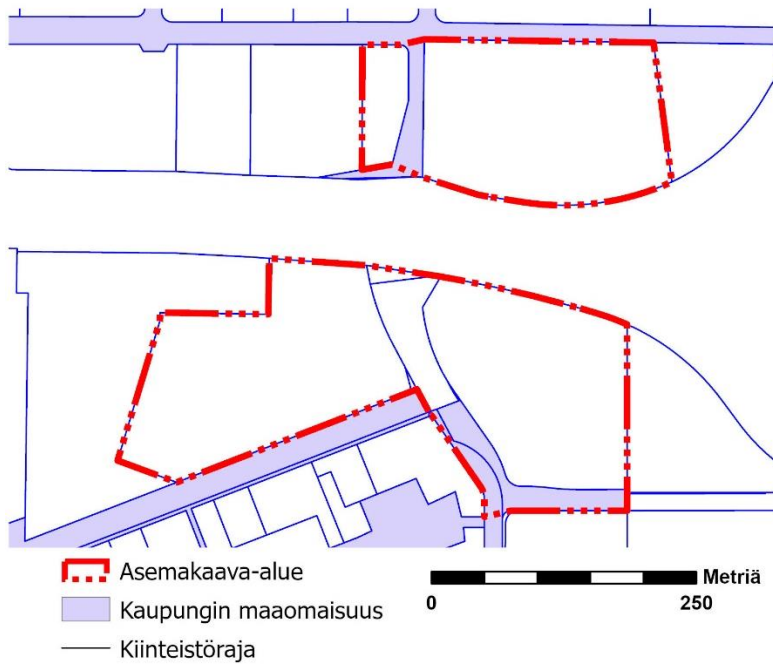 Asemakaava-alue
Kaupungin maaomaisuus
Kiinteistöraja
Metriä
0 250